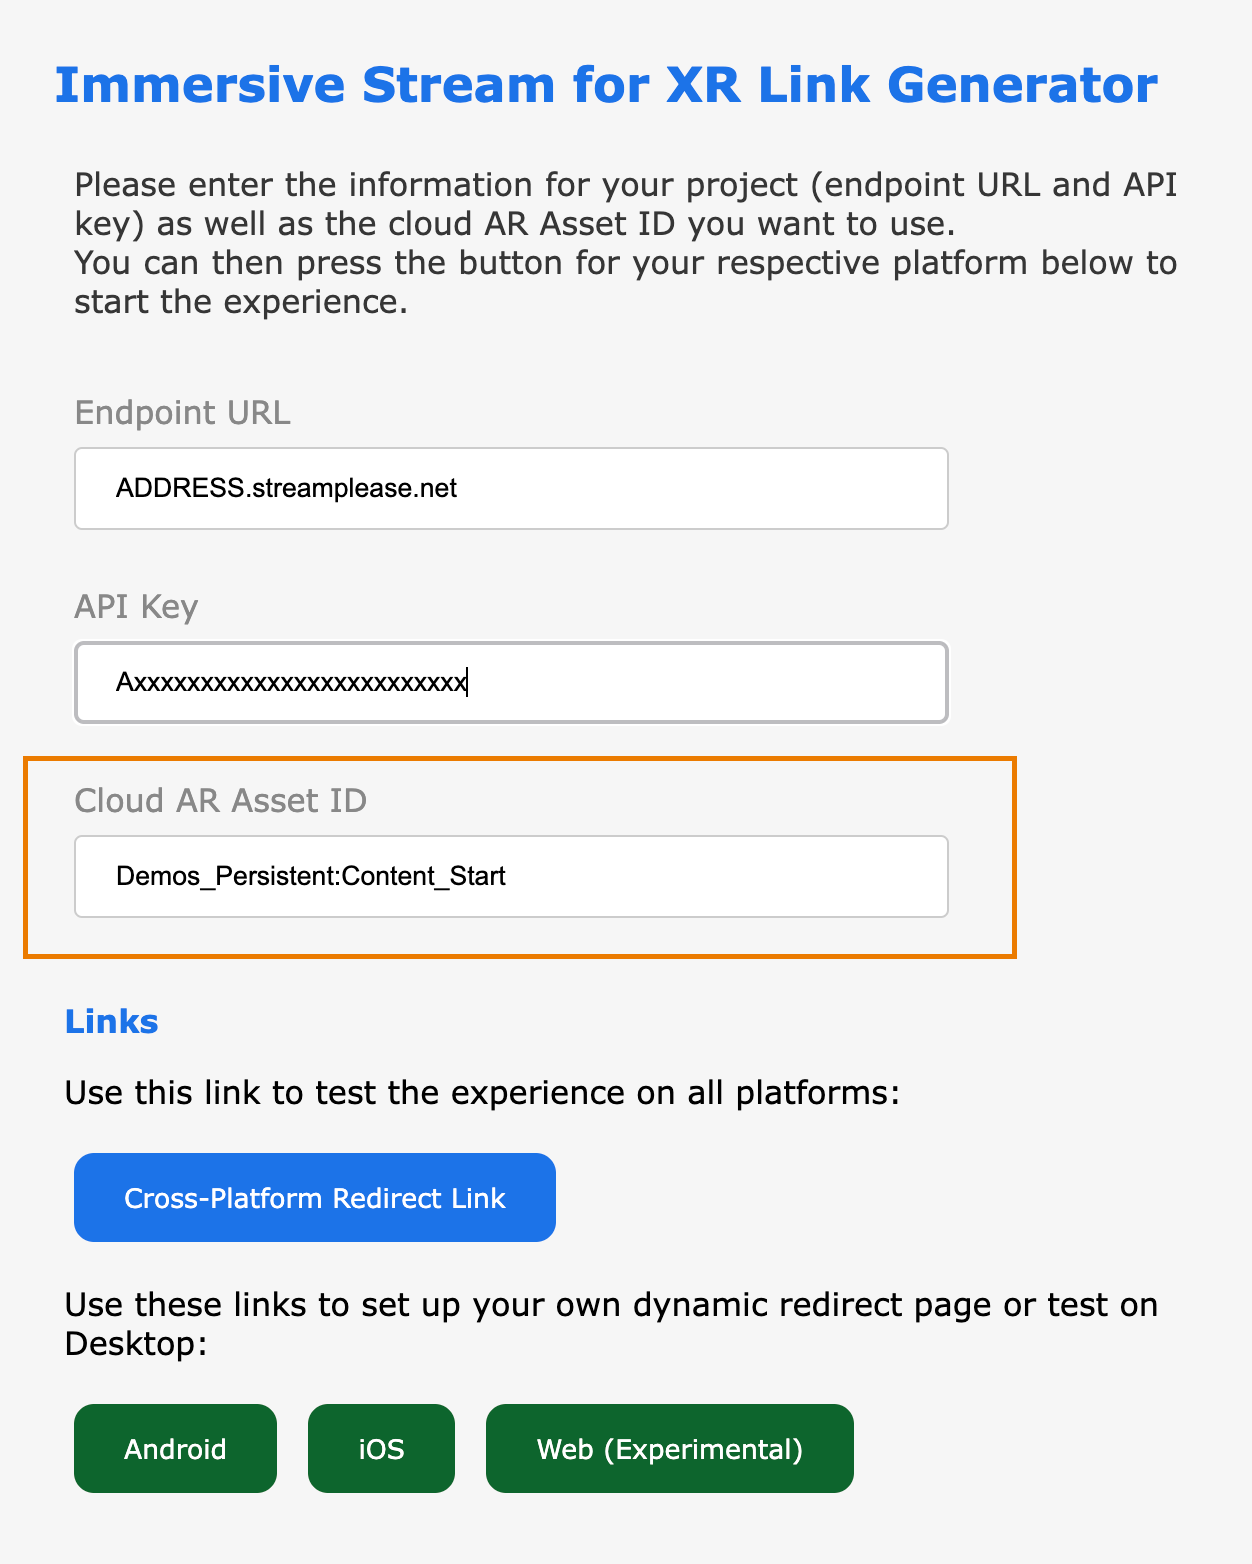 Immersive Stream for XR Link Generator
Please enter the information for your project (endpoint URL and API
key) as well as the cloud AR Asset ID you want to use.
You can then press the button for your respective platform below to
start the experience.
Endpoint URL
ADDRESS.streamplease.net
API Key
Axxxxxxxxxxxxxxxxxxxxxxxxx
Cloud AR Asset ID
Demos_Persistent:Content_Start
Links
Use this link to test the experience on all platforms:
Cross-Platform Redirect Link
Use these links to set up your own dynamic redirect page or test on
Desktop:
Android
iOS
Web (Experimental)